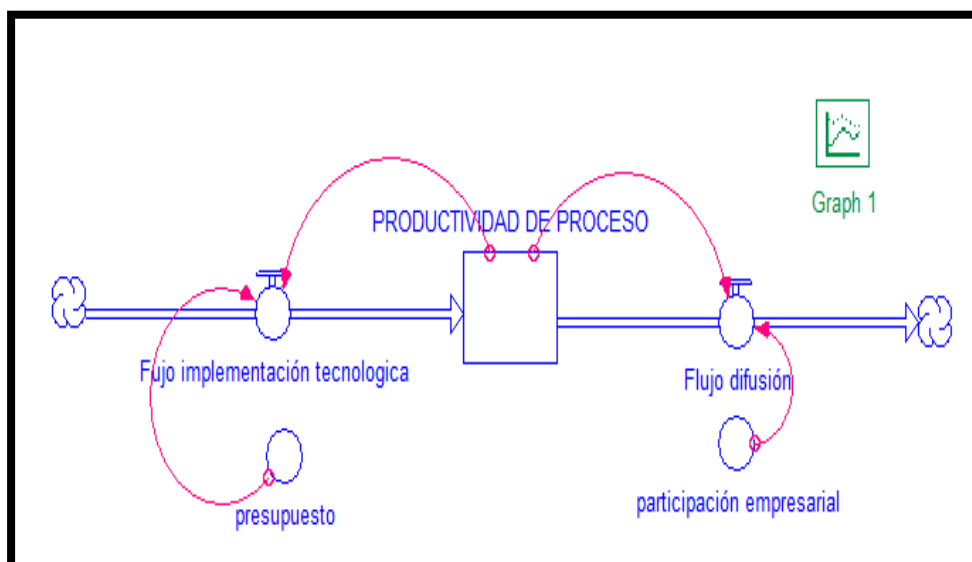 Graph 1
PRODUCTIVIDAD DE PROCESO
Fujo implementación tecnologica
Flujo difusión
presupuesto
participación empresarial